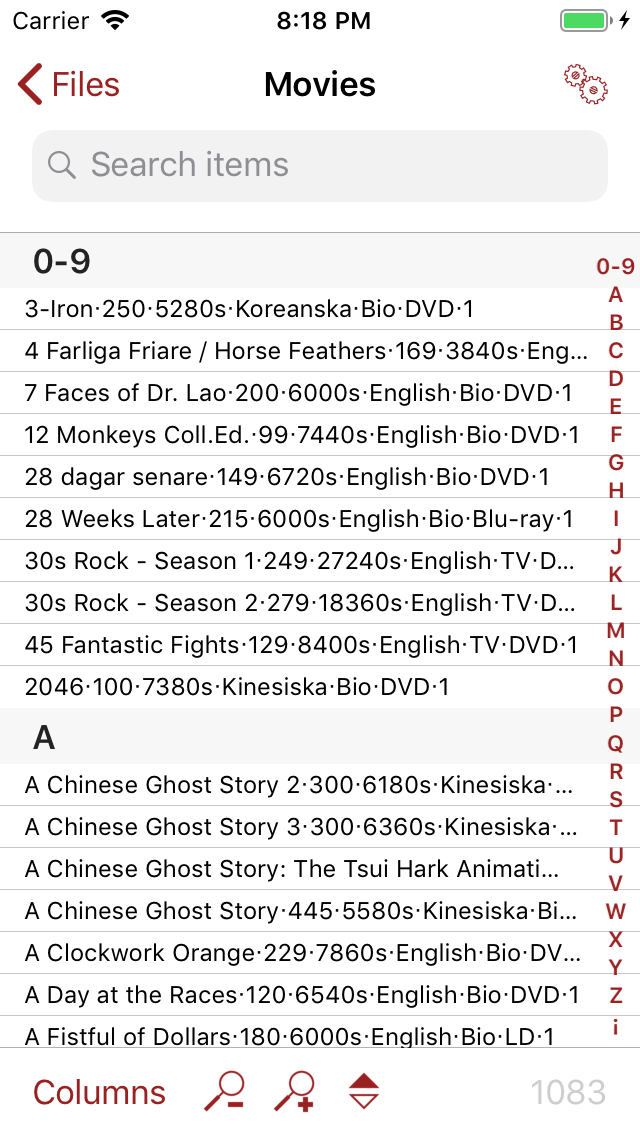 Carrier 8:18 PM
Files Movies
Search items
0-9
3-Iron·250·5280s·Koreanska·Bio·DVD·1
4 Farliga Friare / Horse Feathers·169·3840s·Eng...
7 Faces of Dr. Lao·200·6000s·English·Bio·DVD·1
12 Monkeys Coll.Ed.·99·7440s·English·Bio·DVD·1
28 dagar senare·149·6720s·English·Bio·DVD·1
28 Weeks Later·215·6000s·English·Bio·Blu-ray·1
30s Rock - Season 1·249·27240s·English·TV·D...
30s Rock - Season 2·279·18360s·English·TV·D...
45 Fantastic Fights·129·8400s·English·TV·DVD·1
2046·100·7380s·Kinesiska·Bio·DVD·1
A
A Chinese Ghost Story 2·300·6180s·Kinesiska·...
A Chinese Ghost Story 3·300·6360s·Kinesiska·...
A Chinese Ghost Story: The Tsui Hark Animati...
A Chinese Ghost Story·445·5580s·Kinesiska·Bi...
A Clockwork Orange·229·7860s·English·Bio·DV...
A Day at the Races·120·6540s·English·Bio·DVD·1
A Fistful of Dollars·180·6000s·English·Bio·LD·1
0-9
A
B
C
D
E
F
G
H
I
J
K
L
M
N
O
P
Q
R
S
T
U
V
W
X
Y
Z
¡
Columns 1083